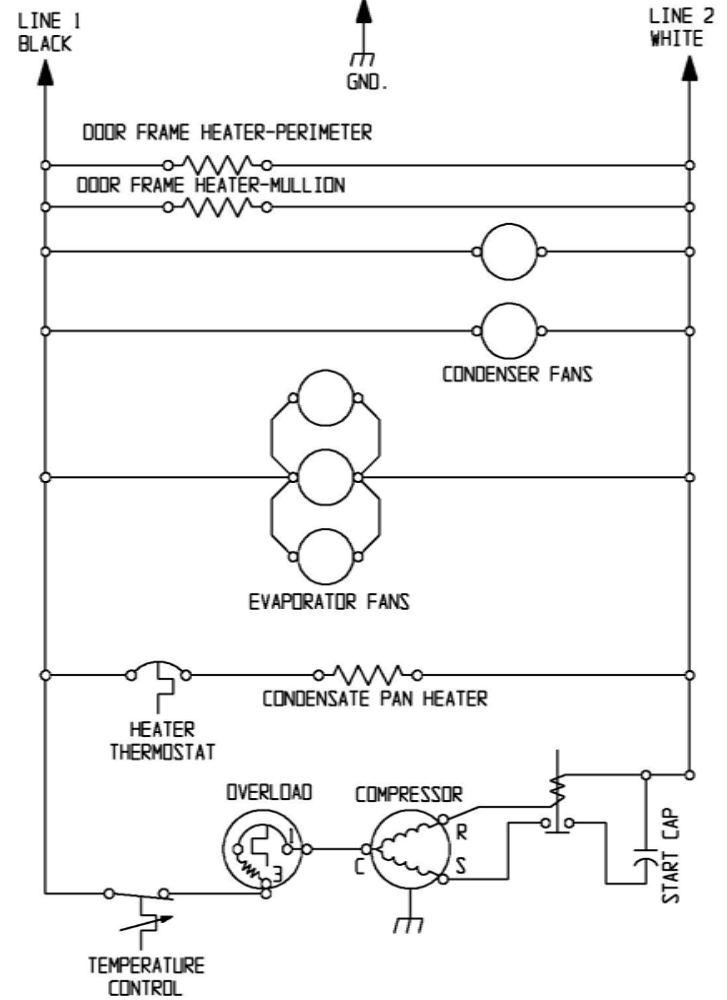 LINE 1
BLACK
GND.
LINE 2
WHITE
DOOR FRAME HEATER-PERIMETER
DOOR FRAME HEATER-MULLION
CONDENSER FANS
EVAPORATOR FANS
CONDENSATE PAN HEATER
HEATER
THERMOSTAT
OVERLOAD
1
3
COMPRESSOR
C
R
S
START CAP
TEMPERATURE
CONTROL